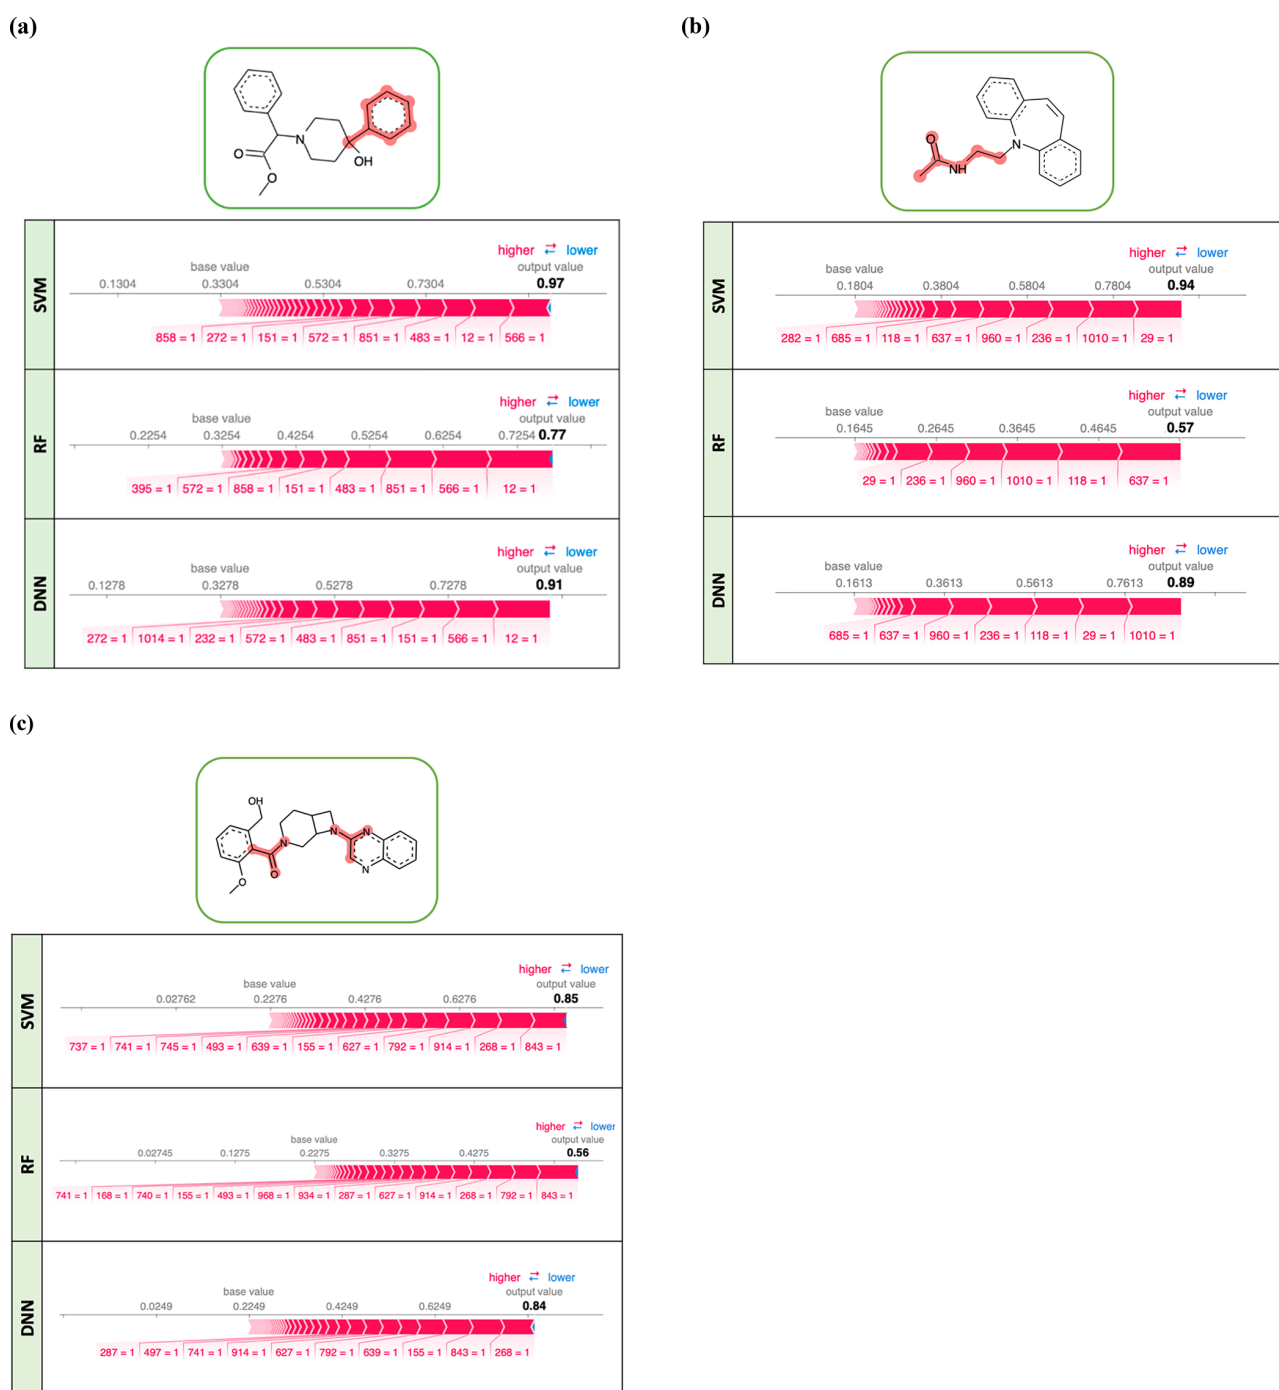 (a)
N
OH
O
O
SVM
higher lower
base value output value
0.1304 0.3304 0.5304 0.7304 0.97
858 = 1 272 = 1 151 = 1 572 = 1 851 = 1 483 = 1 12 = 1 566 = 1
RF
higher lower
base value output value
0.2254 0.3254 0.4254 0.5254 0.6254 0.7254 0.77
395 = 1 572 = 1 858 = 1 151 = 1 483 = 1 851 = 1 566 = 1 12 = 1
DNN
higher lower
base value output value
0.1278 0.3278 0.5278 0.7278 0.91
272 = 1 1014 = 1 232 = 1 572 = 1 483 = 1 851 = 1 151 = 1 566 = 1 12 = 1
(b)
O
N
NH
SVM
higher lower
base value output value
0.1804 0.3804 0.5804 0.7804 0.94
282 = 1 685 = 1 118 = 1 637 = 1 960 = 1 236 = 1 1010 = 1 29 = 1
RF
higher lower
base value output value
0.1645 0.2645 0.3645 0.4645 0.57
29 = 1 236 = 1 960 = 1 1010 = 1 118 = 1 637 = 1
DNN
higher lower
base value output value
0.1613 0.3613 0.5613 0.7613 0.89
685 = 1 637 = 1 960 = 1 236 = 1 118 = 1 29 = 1 1010 = 1
(c)
OH
N N
N
O
O
N
SVM
higher lower
base value output value
0.02762 0.2276 0.4276 0.6276 0.85
737 = 1 741 = 1 745 = 1 493 = 1 639 = 1 155 = 1 627 = 1 792 = 1 914 = 1 268 = 1 843 = 1
RF
higher lower
base value output value
0.02745 0.1275 0.2275 0.3275 0.4275 0.56
741 = 1 168 = 1 740 = 1 155 = 1 493 = 1 968 = 1 934 = 1 287 = 1 627 = 1 914 = 1 268 = 1 792 = 1 843 = 1
DNN
higher lower
base value output value
0.0249 0.2249 0.4249 0.6249 0.84
287 = 1 497 = 1 741 = 1 914 = 1 627 = 1 792 = 1 639 = 1 155 = 1 843 = 1 268 = 1